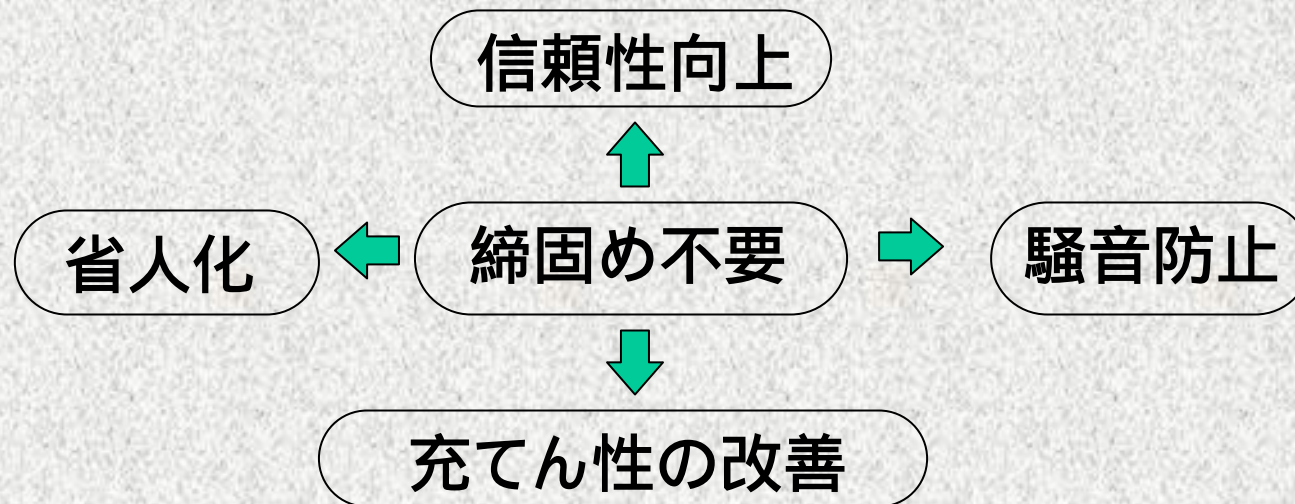 信頼性向上
省人化
締固め不要
騒音防止
充てん性の改善